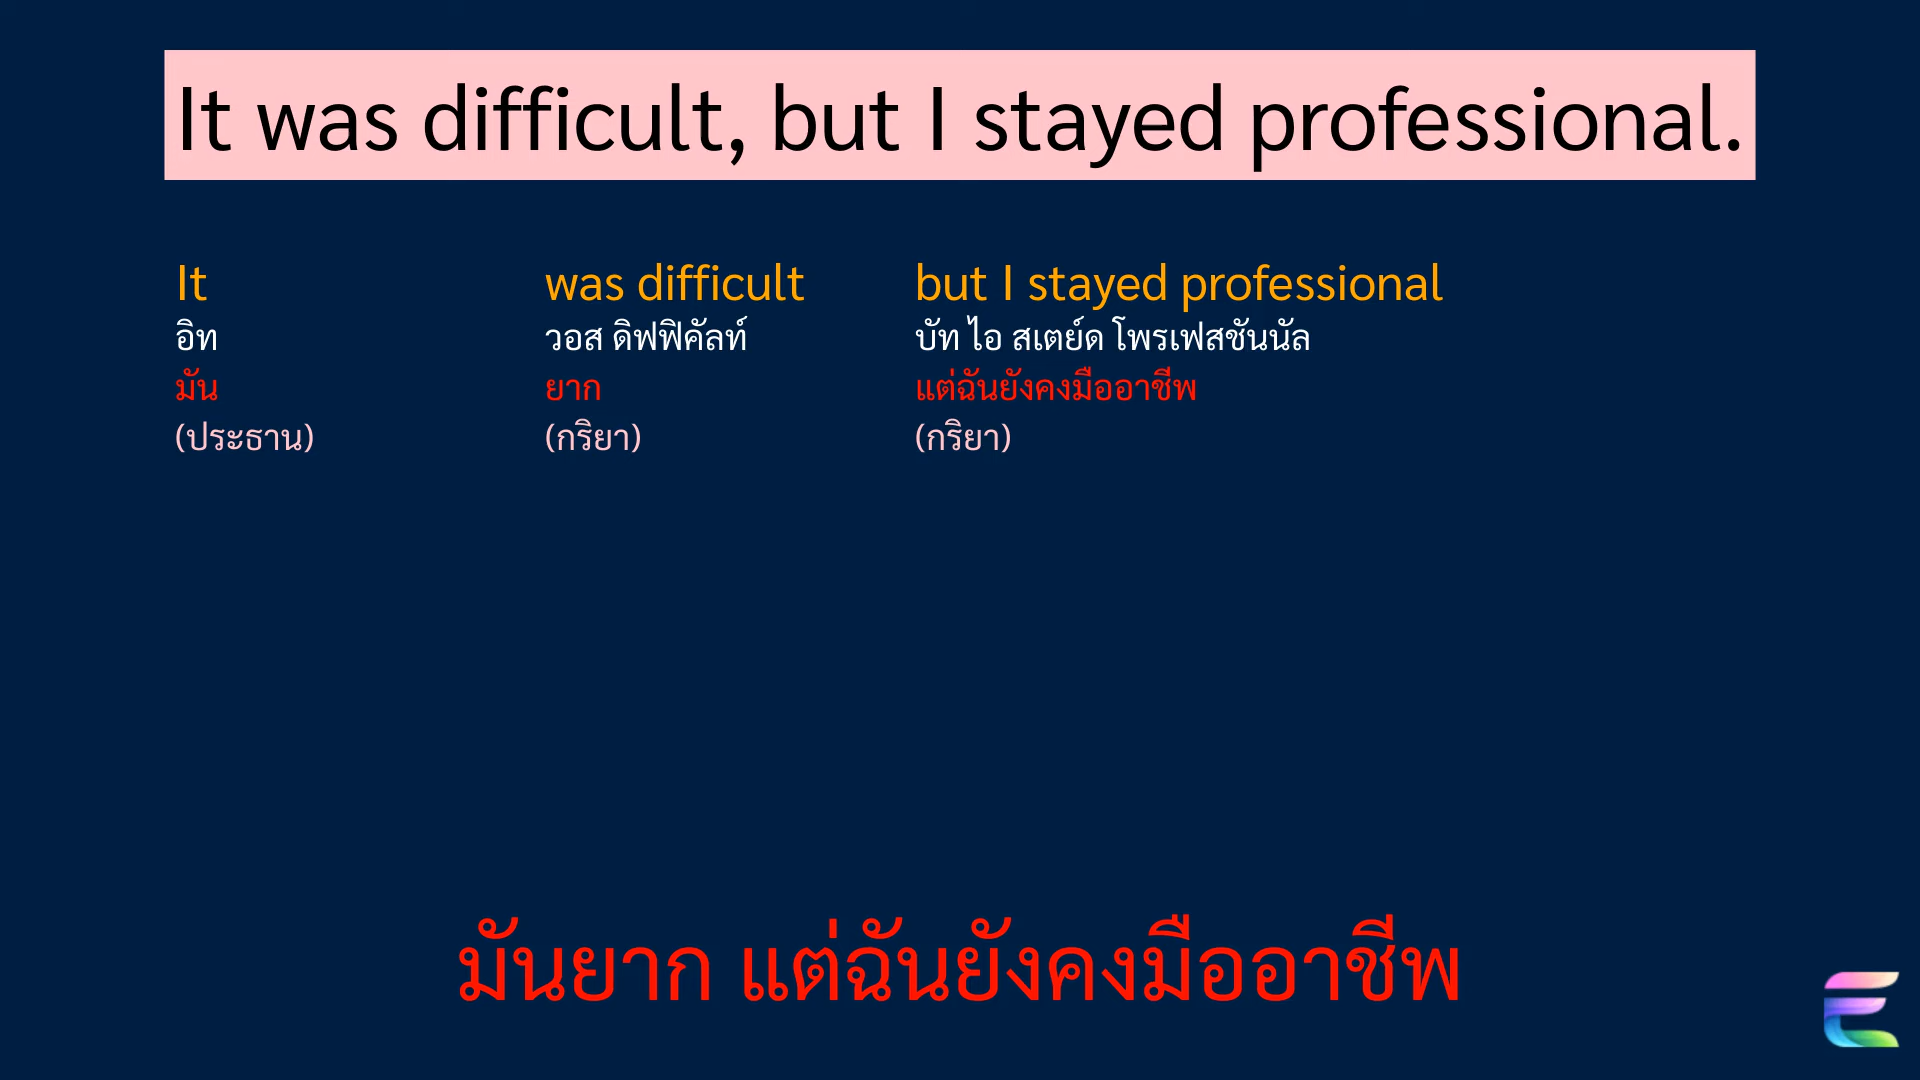 It was difficult, but I stayed professional.
It
was difficult
but I stayed professional
อิท
วอส ดิฟฟิคัลท์
บัท ไอ สเตย์ด โพรเฟสชันนัล
มัน
ยาก
แต่ฉันยังคงมืออาชีพ
(ประธาน)
(กริยา)
(กริยา)
มันยาก แต่ฉันยังคงมืออาชีพ